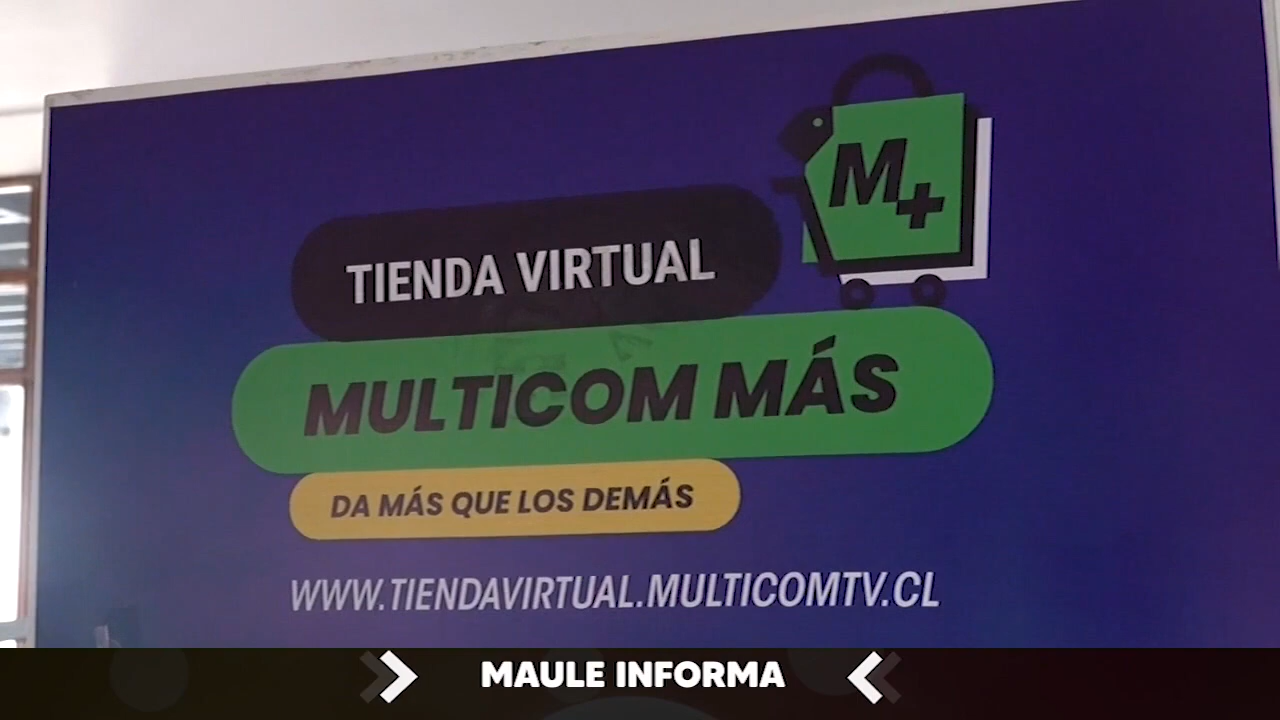 M+
TIENDA VIRTUAL
MULTICOM MÁS
DA MÁS QUE LOS DEMÁS
WWW.TIENDAVIRTUAL.MULTICOMTV.CL
MAULE INFORMA